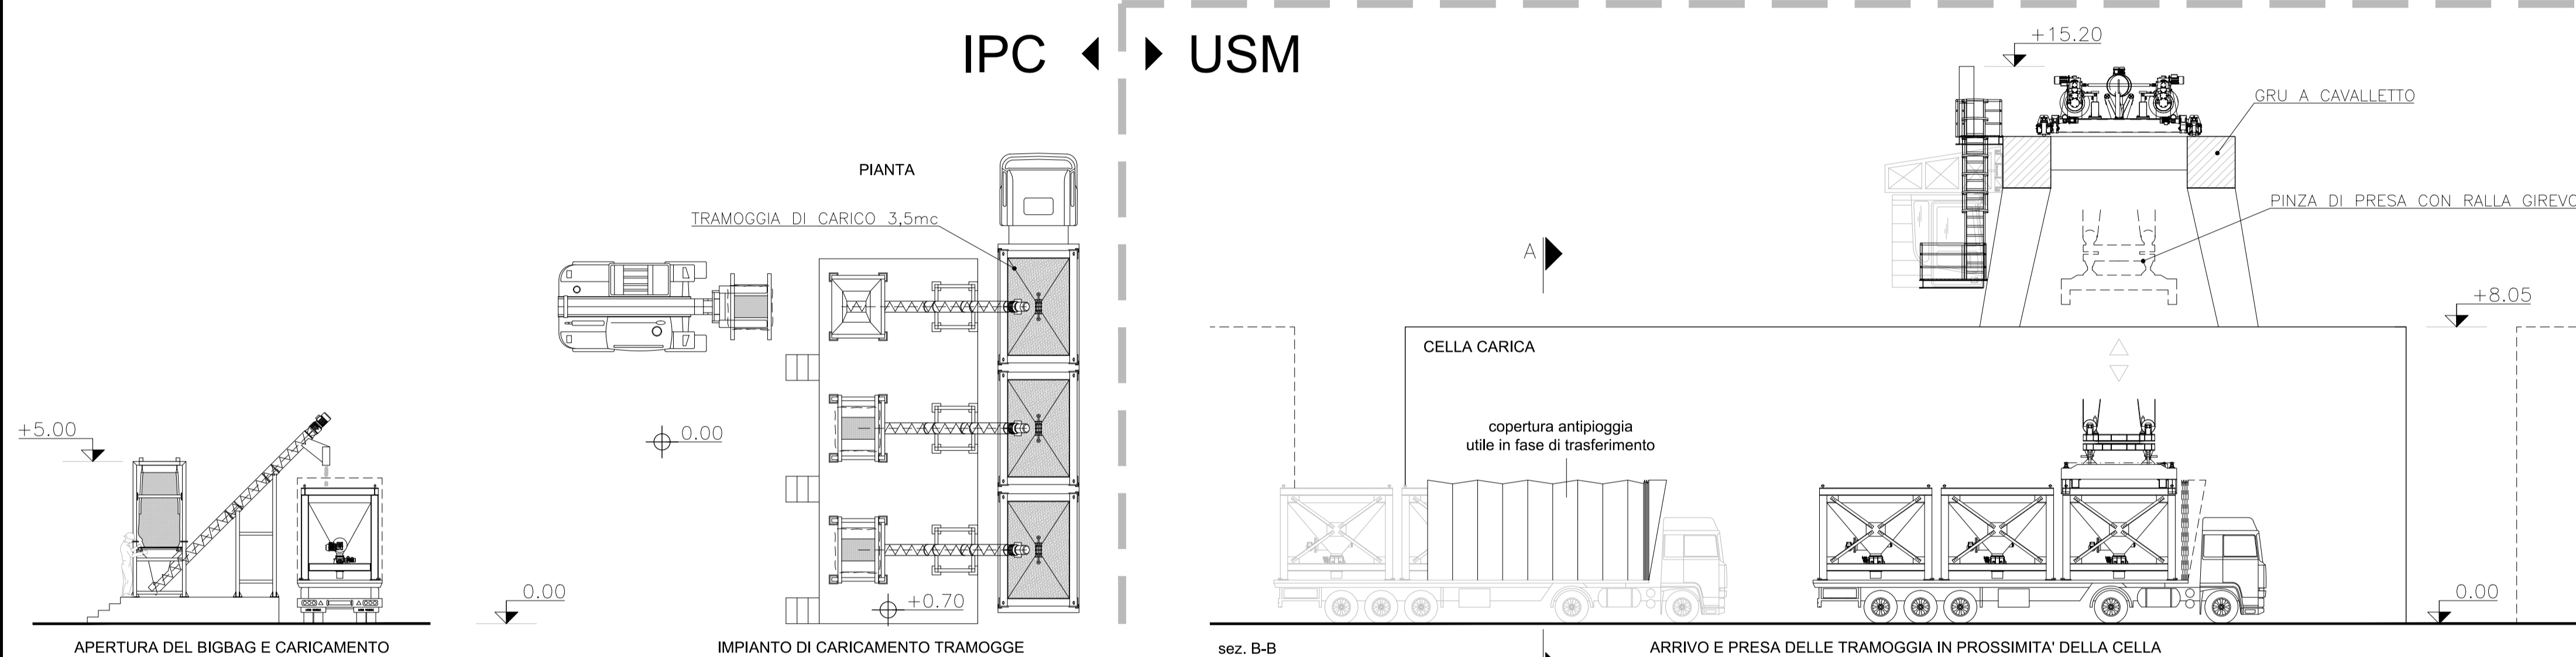 IPC USM
+15.20
GRU A CAVALLETTO
PIANTA
TRAMOGGIA DI CARICO 3,5mc
PINZA DI PRESA CON RALLA GIREVO
A
+8.05
CELLA CARICA
+5.00
0.00
copertura antipioggia
utile in fase di trasferimento
0.00
+0.70
0.00
APERTURA DEL BIGBAG E CARICAMENTO
IMPIANTO DI CARICAMENTO TRAMOGGE
sez. B-B
ARRIVO E PRESA DELLE TRAMOGGIA IN PROSSIMITA' DELLA CELLA